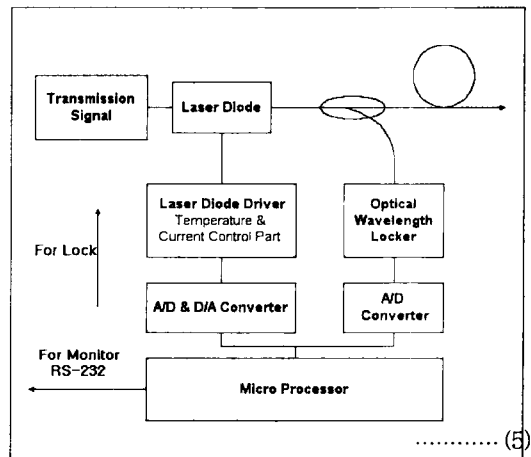 Transmission
Signal
Laser Diode
Laser Diode Driver
Temperature &
Current Control Part
Optical
Wavelength
Locker
For Lock
A/D & D/A Converter
A/D
Converter
For Monitor
RS-232
Micro Processor
............ (5)